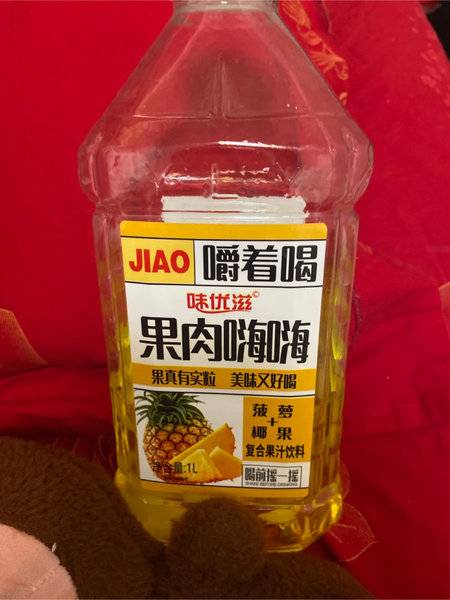 JIAO 嚼着喝
味优滋©
果肉嗨嗨
果真有实粒 美味又好喝
菠萝
+
椰果
复合果汁饮料
净含量:1L
喝前摇一摇
SHAKE BEFORE DRINKING